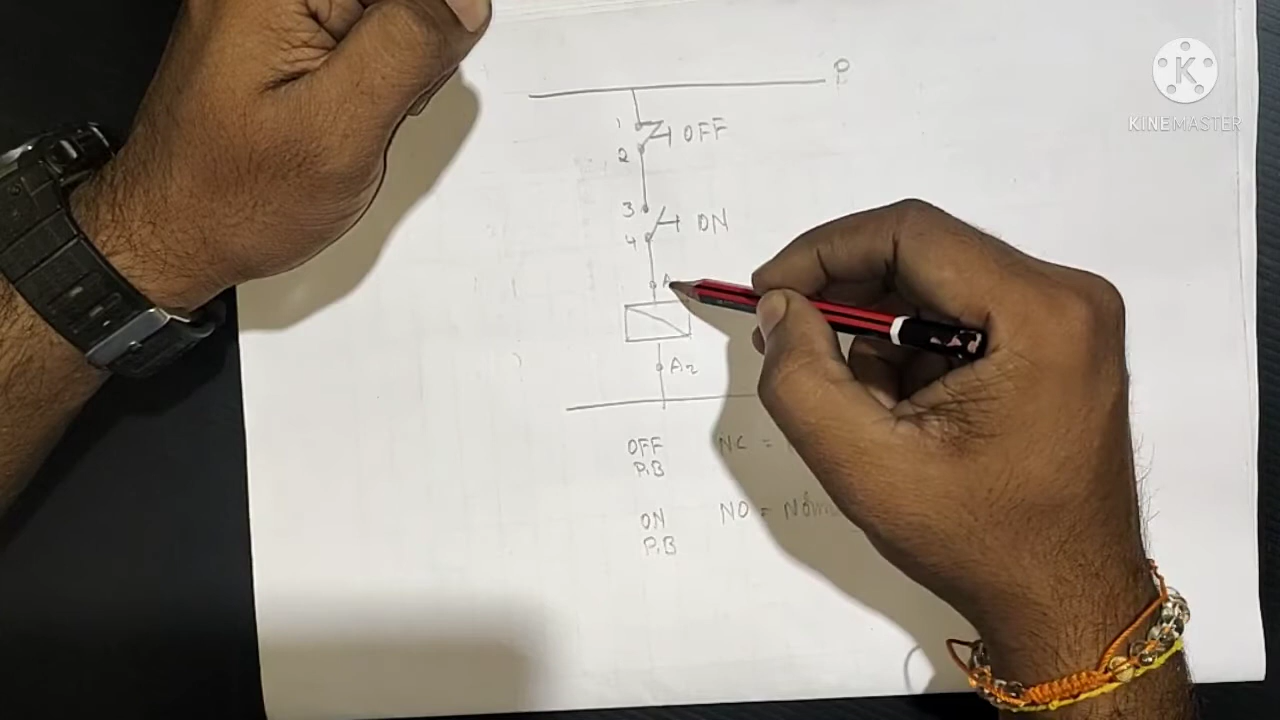 P
K
KINEMASTER
1
OFF
2
3
ON
4
A
A2
OFF NC =
P.B
ON NO =
P.B